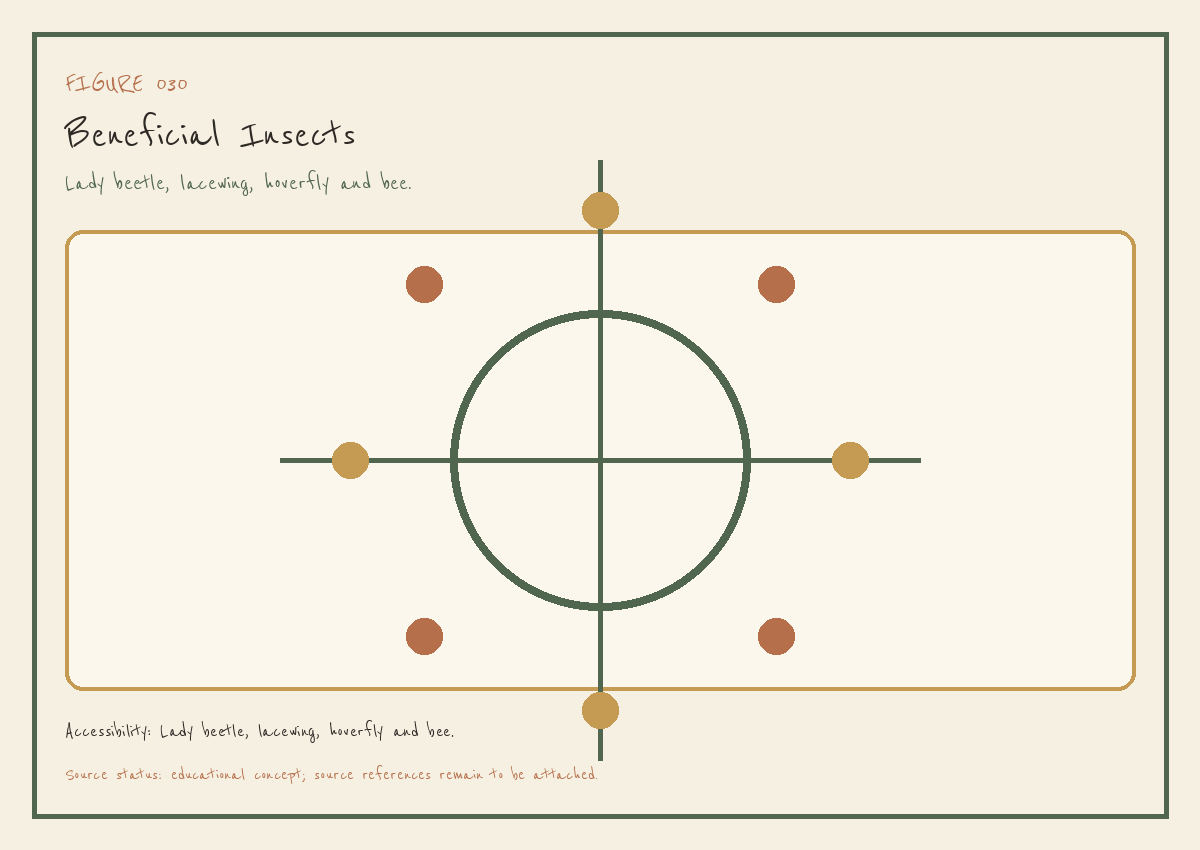 FIGURE 030
Beneficial Insects
Lady beetle, lacewing, hoverfly and bee.
Accessibility: Lady beetle, lacewing, hoverfly and bee.
Source status: educational concept; source references remain to be attached.